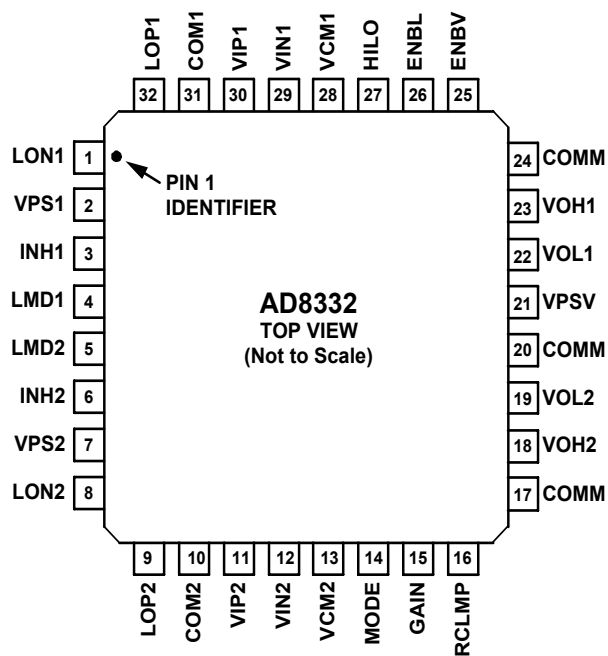 LOP1
COM1
VIP1
VIN1
VCM1
HILO
ENBL
ENBV
32
31
30
29
28
27
26
25
LON1 1
VPS1 2
INH1 3
LMD1 4
LMD2 5
INH2 6
VPS2 7
LON2 8
PIN 1
IDENTIFIER
AD8332
TOP VIEW
(Not to Scale)
24 COMM
23 VOH1
22 VOL1
21 VPSV
20 COMM
19 VOL2
18 VOH2
17 COMM
9
10
11
12
13
14
15
16
LOP2
COM2
VIP2
VIN2
VCM2
MODE
GAIN
RCLMP